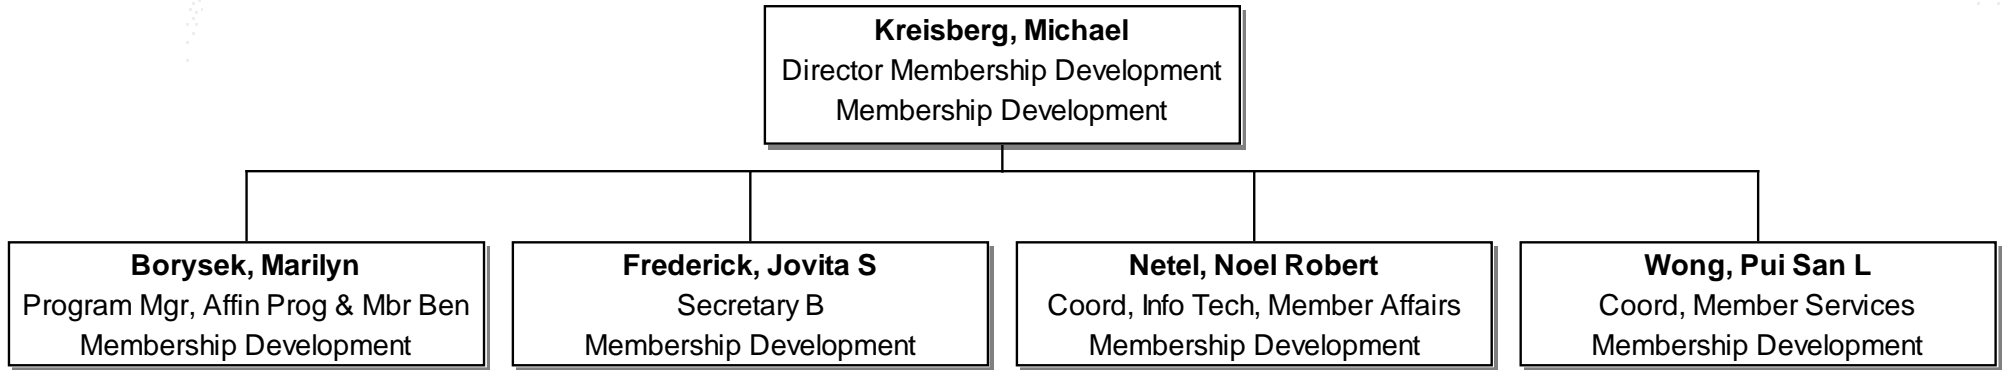 Kreisberg, Michael
Director Membership Development
Membership Development
Borysek, Marilyn
Program Mgr, Affin Prog & Mbr Ben
Membership Development
Frederick, Jovita S
Secretary B
Membership Development
Netel, Noel Robert
Coord, Info Tech, Member Affairs
Membership Development
Wong, Pui San L
Coord, Member Services
Membership Development